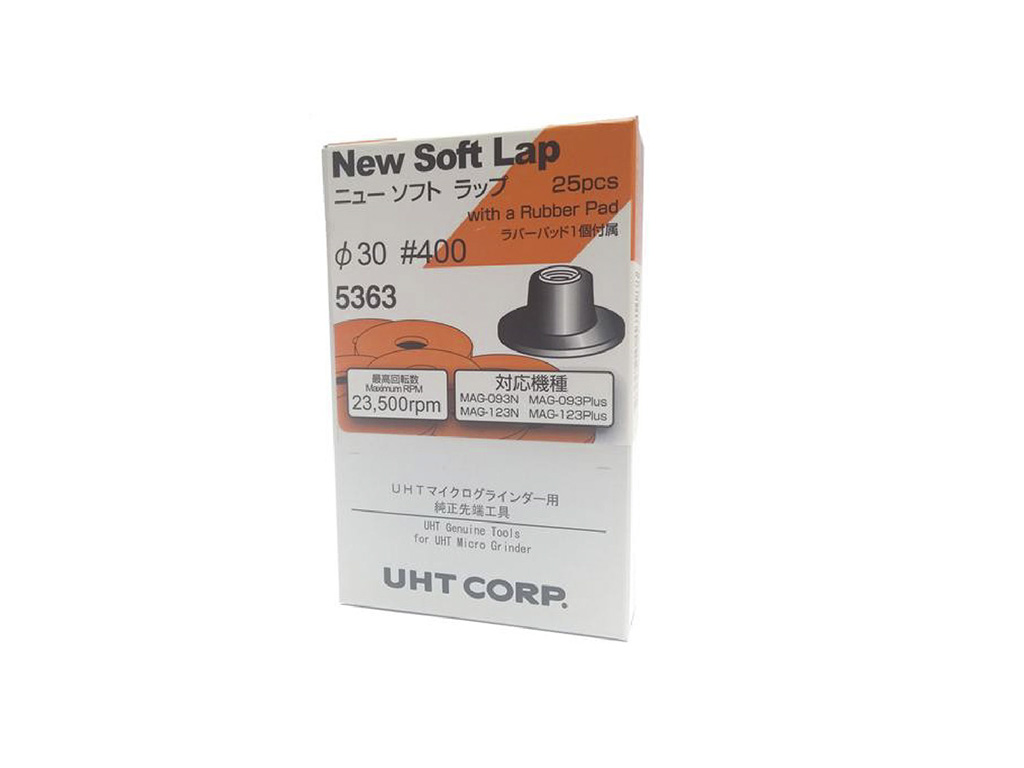 New Soft Lap
ニュー ソフト ラップ 25pcs
with a Rubber Pad
ラバーパッド1個付属
φ30 #400
5363
最高回転数
Maximum RPM
23,500rpm
対応機種
MAG-093N MAG-093Plus
MAG-123N MAG-123Plus
UHTマイクログラインダー用
純正先端工具
UHT Genuine Tools
for UHT Micro Grinder
UHT CORP.